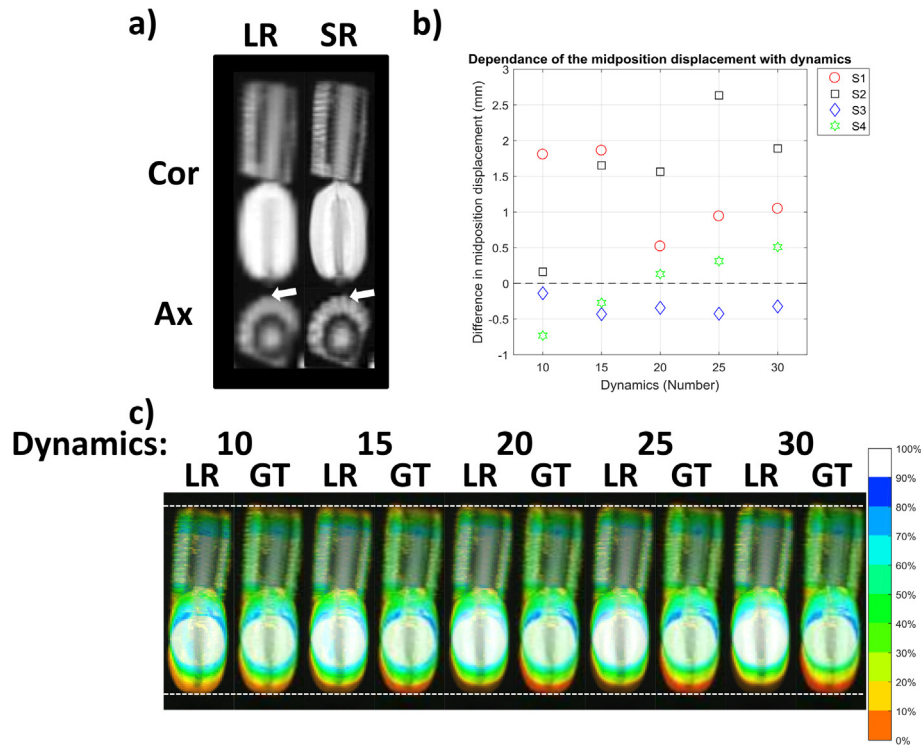 a)
LR SR
Cor
Ax
b)
Dependance of the midposition displacement with dynamics
Difference in midposition displacement (mm)
3
2.5
2
1.5
1
0.5
0
-0.5
-1
10 15 20 25 30
Dynamics (Number)
S1
S2
S3
S4
c)
Dynamics: 10 15 20 25 30
LR GT LR GT LR GT LR GT LR GT
100%
90%
80%
70%
60%
50%
40%
30%
20%
10%
0%